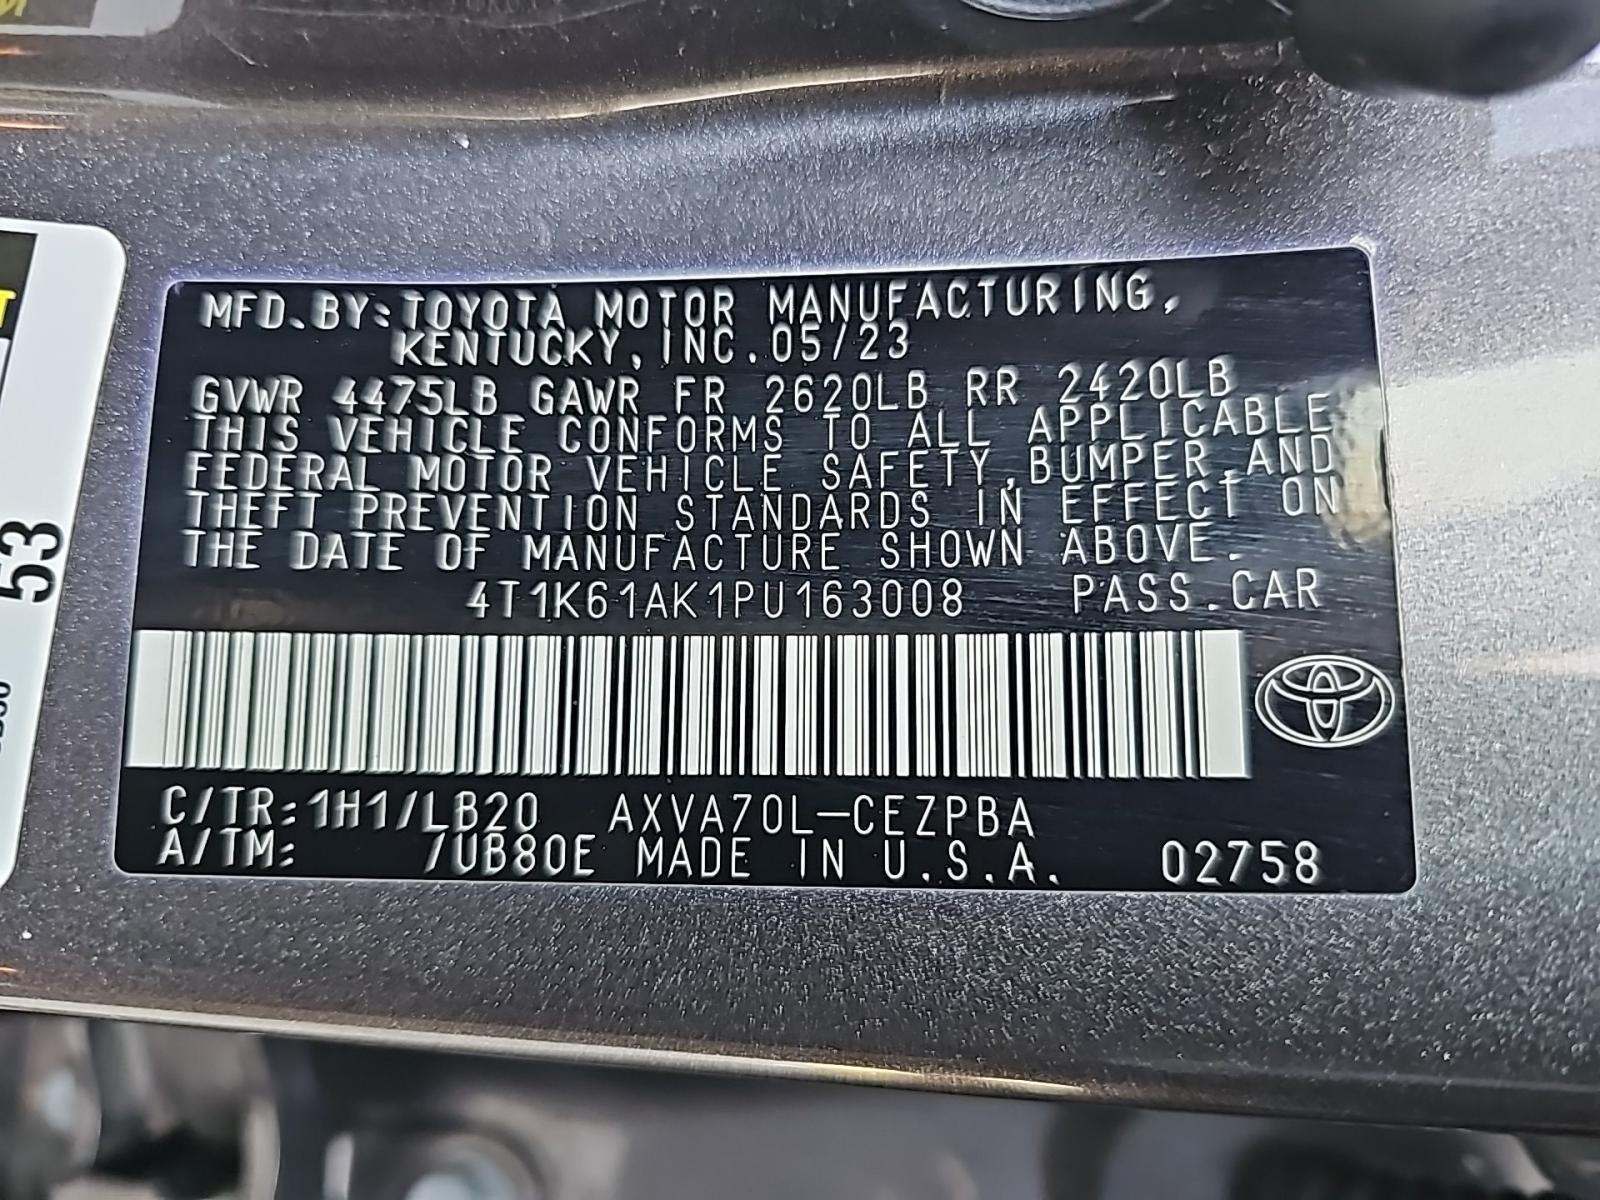 MFD.BY:TOYOTA MOTOR MANUFACTURING,
KENTUCKY, INC. 05/23
GVWR 4475LB GAWR FR 2620LB RR 2420LB
THIS VEHICLE CONFORMS TO ALL APPLICABLE
FEDERAL MOTOR VEHICLE SAFETY,BUMPER,AND
THEFT PREVENTION STANDARDS IN EFFECT ON
THE DATE OF MANUFACTURE SHOWN ABOVE.
4T1K61AK1PU163008 PASS.CAR
C/TR:1H1/LB20 AXVA70L-CEZPBA
A/TM: /UB80E MADE IN U.S.A. 02758
53